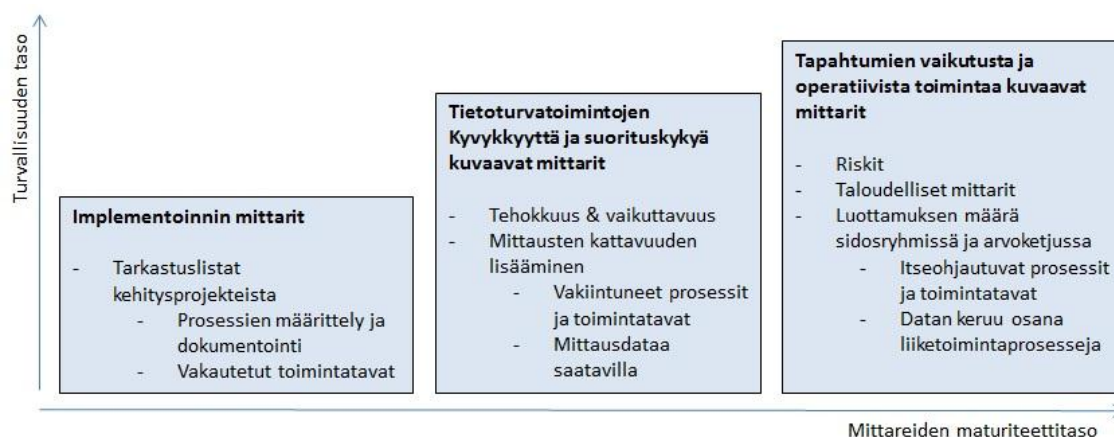 Turvallisuuden taso
Implementoinnin mittarit
- Tarkastuslistat
kehitysprojekteista
- Prosessien määrittely ja
dokumentointi
- Vakautetut toimintatavat
Tietoturvatoimintojen
Kyvykkyyttä ja suorituskykyä
kuvaavat mittarit
- Tehokkuus & vaikuttavuus
- Mittausten kattavuuden
lisääminen
- Vakiintuneet prosessit
ja toimintatavat
- Mittausdataa
saatavilla
Tapahtumien vaikutusta ja
operatiivista toimintaa kuvaavat
mittarit
- Riskit
- Taloudelliset mittarit
- Luottamuksen määrä
sidosryhmissä ja arvoketjussa
- Itseohjautuvat prosessit
ja toimintatavat
- Datan keruu osana
liiketoimintaprosesseja
Mittareiden maturiteettitaso